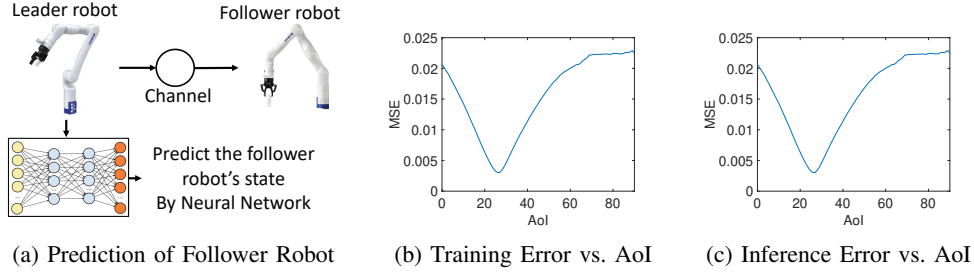 Leader robot
Follower robot
Channel
Predict the follower
robot's state
By Neural Network
(a) Prediction of Follower Robot
0.025
0.02
0.015
0.01
0.005
0
MSE
0 20 40 60 80
AoI
(b) Training Error vs. AoI
0.025
0.02
0.015
0.01
0.005
0
MSE
0 20 40 60 80
AoI
(c) Inference Error vs. AoI